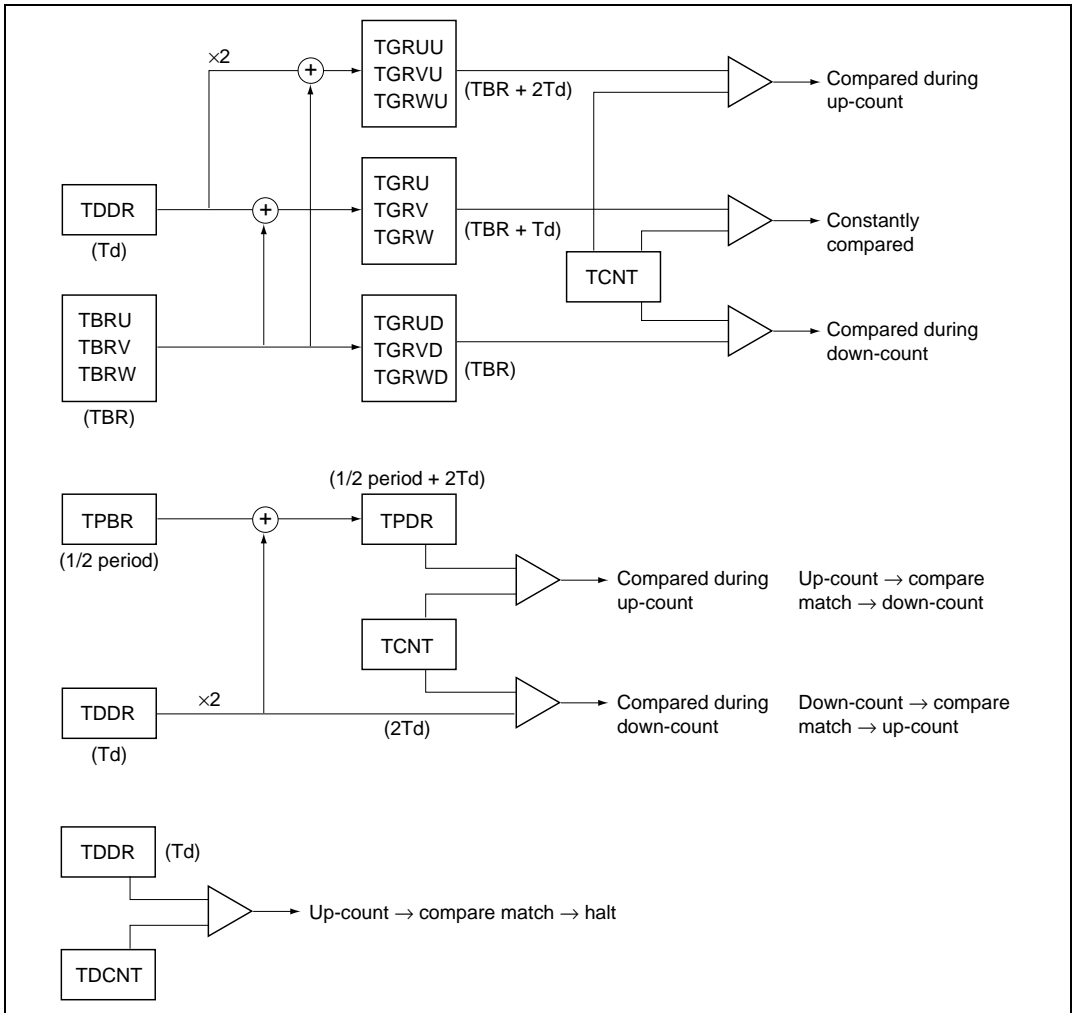 ×2
+
TGRUU
TGRVU
TGRWU
(TBR + 2Td)
Compared during
up-count
TDDR
(Td)
+
TGRU
TGRV
TGRW
(TBR + Td)
Constantly
compared
TCNT
TBRU
TBRV
TBRW
(TBR)
TGRUD
TGRVD
TGRWD
(TBR)
Compared during
down-count
(1/2 period + 2Td)
TPBR
(1/2 period)
+
TPDR
Compared during
up-count
Up-count → compare
match → down-count
TCNT
TDDR
(Td)
×2
(2Td)
Compared during
down-count
Down-count → compare
match → up-count
TDDR
(Td)
Up-count → compare match → halt
TDCNT